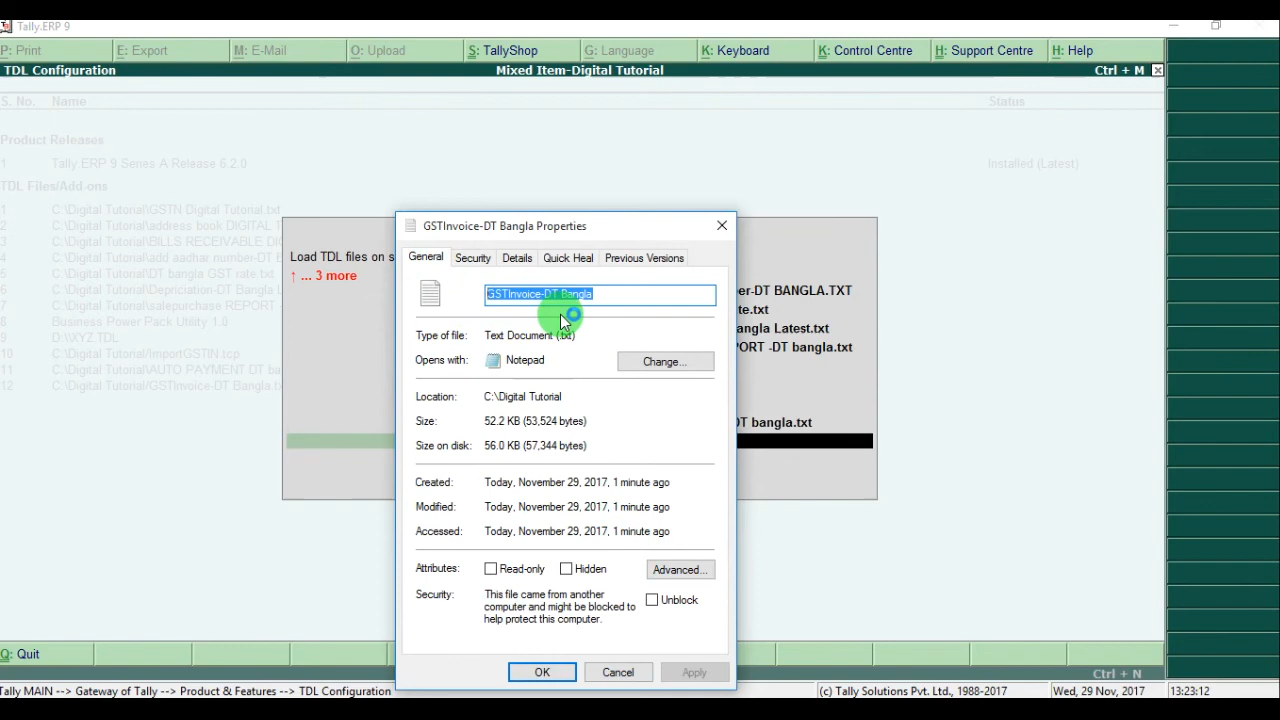 Tally.ERP 9
P: Print E: Export M: E-Mail O: Upload S: TallyShop G: Language K: Keyboard K: Control Centre H: Support Centre H: Help
TDL Configuration Mixed Item-Digital Tutorial Ctrl + M
S. No. Name Status
Product Releases
1 Tally.ERP 9 Series A Release 6.2.0 Installed (Latest)
TDL Files/Add-ons
1 C:\Digital Tutorial\GSTN Digital Tutorial.txt
2 C:\Digital Tutorial\address book DIGITAL T
3 C:\Digital Tutorial\BILLS RECEIVABLE DI
4 C:\Digital Tutorial\add aadhar number-DT B
5 C:\Digital Tutorial\DT bangla GST rate.txt
6 C:\Digital Tutorial\Depriciation-DT Bangla L
7 C:\Digital Tutorial\salepurchase REPORT
8 Business Power Pack Utility 1.0
9 D:\\XYZ.TDL
10 C:\Digital Tutorial/ImportGSTIN.tcp
11 C:\Digital Tutorial\AUTO PAYMENT DT ba
12 C:\Digital Tutorial/GSTInvoice-DT Bangla.tx
Load TDL files on s
↑ ... 3 more
er-DT BANGLA.TXT
te.txt
angla Latest.txt
PORT -DT bangla.txt
DT bangla.txt
GSTInvoice-DT Bangla Properties
General Security Details Quick Heal Previous Versions
GSTInvoice-DT Bangla
Type of file: Text Document (.txt)
Opens with: Notepad Change...
Location: C:\Digital Tutorial
Size: 52.2 KB (53,524 bytes)
Size on disk: 56.0 KB (57,344 bytes)
Created: Today, November 29, 2017, 1 minute ago
Modified: Today, November 29, 2017, 1 minute ago
Accessed: Today, November 29, 2017, 1 minute ago
Attributes: Read-only Hidden Advanced...
Security: This file came from another computer and might be blocked to help protect this computer. Unblock
OK Cancel Apply
Q: Quit
Ctrl + N
Tally MAIN --> Gateway of Tally --> Product & Features --> TDL Configuration (c) Tally Solutions Pvt. Ltd., 1988-2017 Wed, 29 Nov, 2017 13:23:12